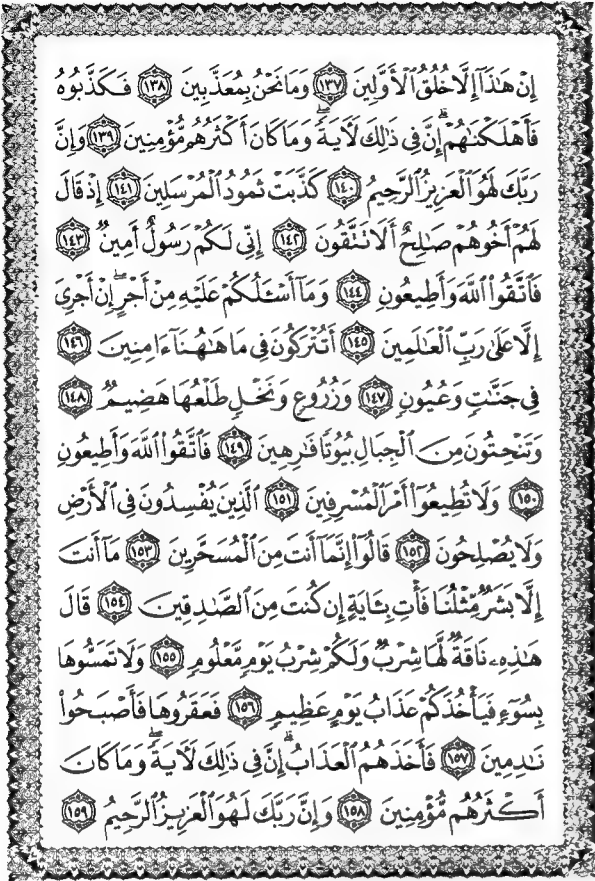 إِنْ هَٰذَآ إِلَّا خُلُقُ ٱلْأَوَّلِينَ ١٣٧ وَمَا نَحْنُ بِمُعَذَّبِينَ ١٣٨ فَكَذَّبُوهُ
فَأَهْلَكْنَٰهُمْ ۗ إِنَّ فِى ذَٰلِكَ لَءَايَةً ۖ وَمَا كَانَ أَكْثَرُهُم مُّؤْمِنِينَ ١٣٩ وَإِنَّ
رَبَّكَ لَهُوَ ٱلْعَزِيزُ ٱلرَّحِيمُ ١٤٠ كَذَّبَتْ ثَمُودُ ٱلْمُرْسَلِينَ ١٤١ إِذْ قَالَ
لَهُمْ أَخُوهُمْ صَٰلِحٌ أَلَا تَتَّقُونَ ١٤٢ إِنِّى لَكُمْ رَسُولٌ أَمِينٌ ١٤٣
فَٱتَّقُوا۟ ٱللَّهَ وَأَطِيعُونِ ١٤٤ وَمَآ أَسْـَٔلُكُمْ عَلَيْهِ مِنْ أَجْرٍ ۖ إِنْ أَجْرِىَ
إِلَّا عَلَىٰ رَبِّ ٱلْعَٰلَمِينَ ١٤٥ أَتُتْرَكُونَ فِى مَا هَٰهُنَآ ءَامِنِينَ ١٤٦
فِى جَنَّٰتٍ وَعُيُونٍ ١٤٧ وَزُرُوعٍ وَنَخْلٍ طَلْعُهَا هَضِيمٌ ١٤٨
وَتَنْحِتُونَ مِنَ ٱلْجِبَالِ بُيُوتًا فَٰرِهِينَ ١٤٩ فَٱتَّقُوا۟ ٱللَّهَ وَأَطِيعُونِ
١٥٠ وَلَا تُطِيعُوٓا۟ أَمْرَ ٱلْمُسْرِفِينَ ١٥١ ٱلَّذِينَ يُفْسِدُونَ فِى ٱلْأَرْضِ
وَلَا يُصْلِحُونَ ١٥٢ قَالُوٓا۟ إِنَّمَآ أَنتَ مِنَ ٱلْمُسَحَّرِينَ ١٥٣ مَآ أَنتَ
إِلَّا بَشَرٌ مِّثْلُنَا فَأْتِ بِـَٔايَةٍ إِن كُنتَ مِنَ ٱلصَّٰدِقِينَ ١٥٤ قَالَ
هَٰذِهِۦ نَاقَةٌ لَّهَا شِرْبٌ وَلَكُمْ شِرْبُ يَوْمٍ مَّعْلُومٍ ١٥٥ وَلَا تَمَسُّوهَا
بِسُوٓءٍ فَيَأْخُذَكُمْ عَذَابُ يَوْمٍ عَظِيمٍ ١٥٦ فَعَقَرُوهَا فَأَصْبَحُوا۟
نَٰدِمِينَ ١٥٧ فَأَخَذَهُمُ ٱلْعَذَابُ ۗ إِنَّ فِى ذَٰلِكَ لَءَايَةً ۖ وَمَا كَانَ
أَكْثَرُهُم مُّؤْمِنِينَ ١٥٨ وَإِنَّ رَبَّكَ لَهُوَ ٱلْعَزِيزُ ٱلرَّحِيمُ ١٥٩